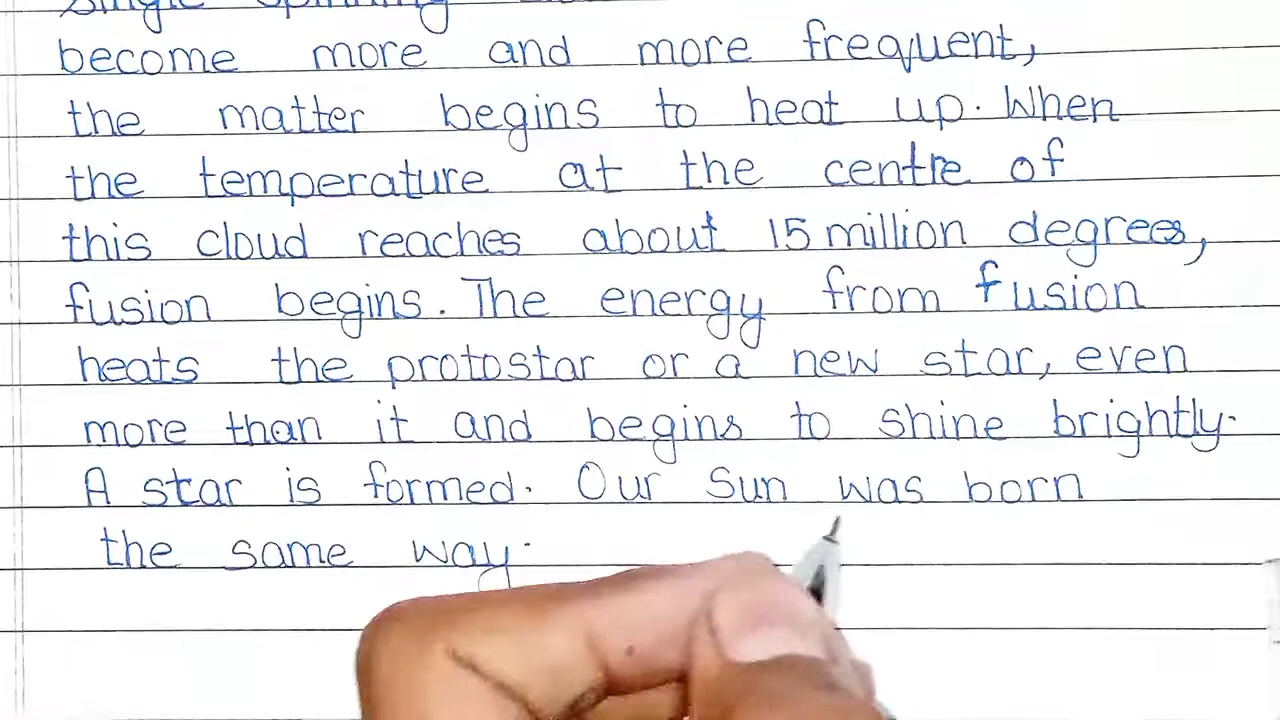 single spinning
become more and more frequent,
the matter begins to heat up. When
the temperature at the centre of
this cloud reaches about 15 million degrees,
fusion begins. The energy from fusion
heats the protostar or a new star, even
more than it and begins to shine brightly.
A star is formed. Our Sun was born
the same way.